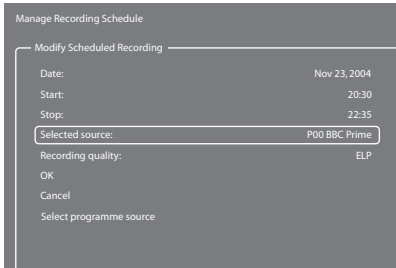 Manage Recording Schedule
Modify Scheduled Recording
Date: Nov 23, 2004
Start: 20:30
Stop: 22:35
Selected source: P00 BBC Prime
Recording quality: ELP
OK
Cancel
Select programme source